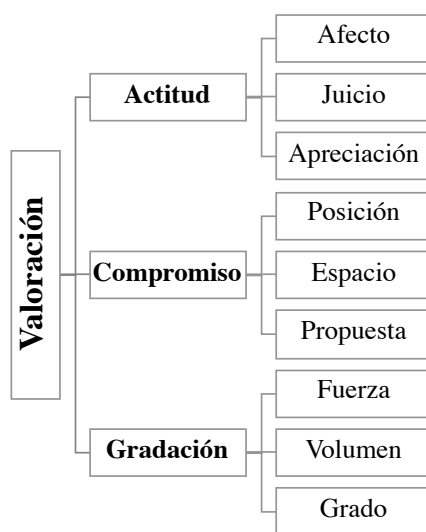 Valoración
Actitud
Afecto
Juicio
Apreciación
Compromiso
Posición
Espacio
Propuesta
Gradación
Fuerza
Volumen
Grado